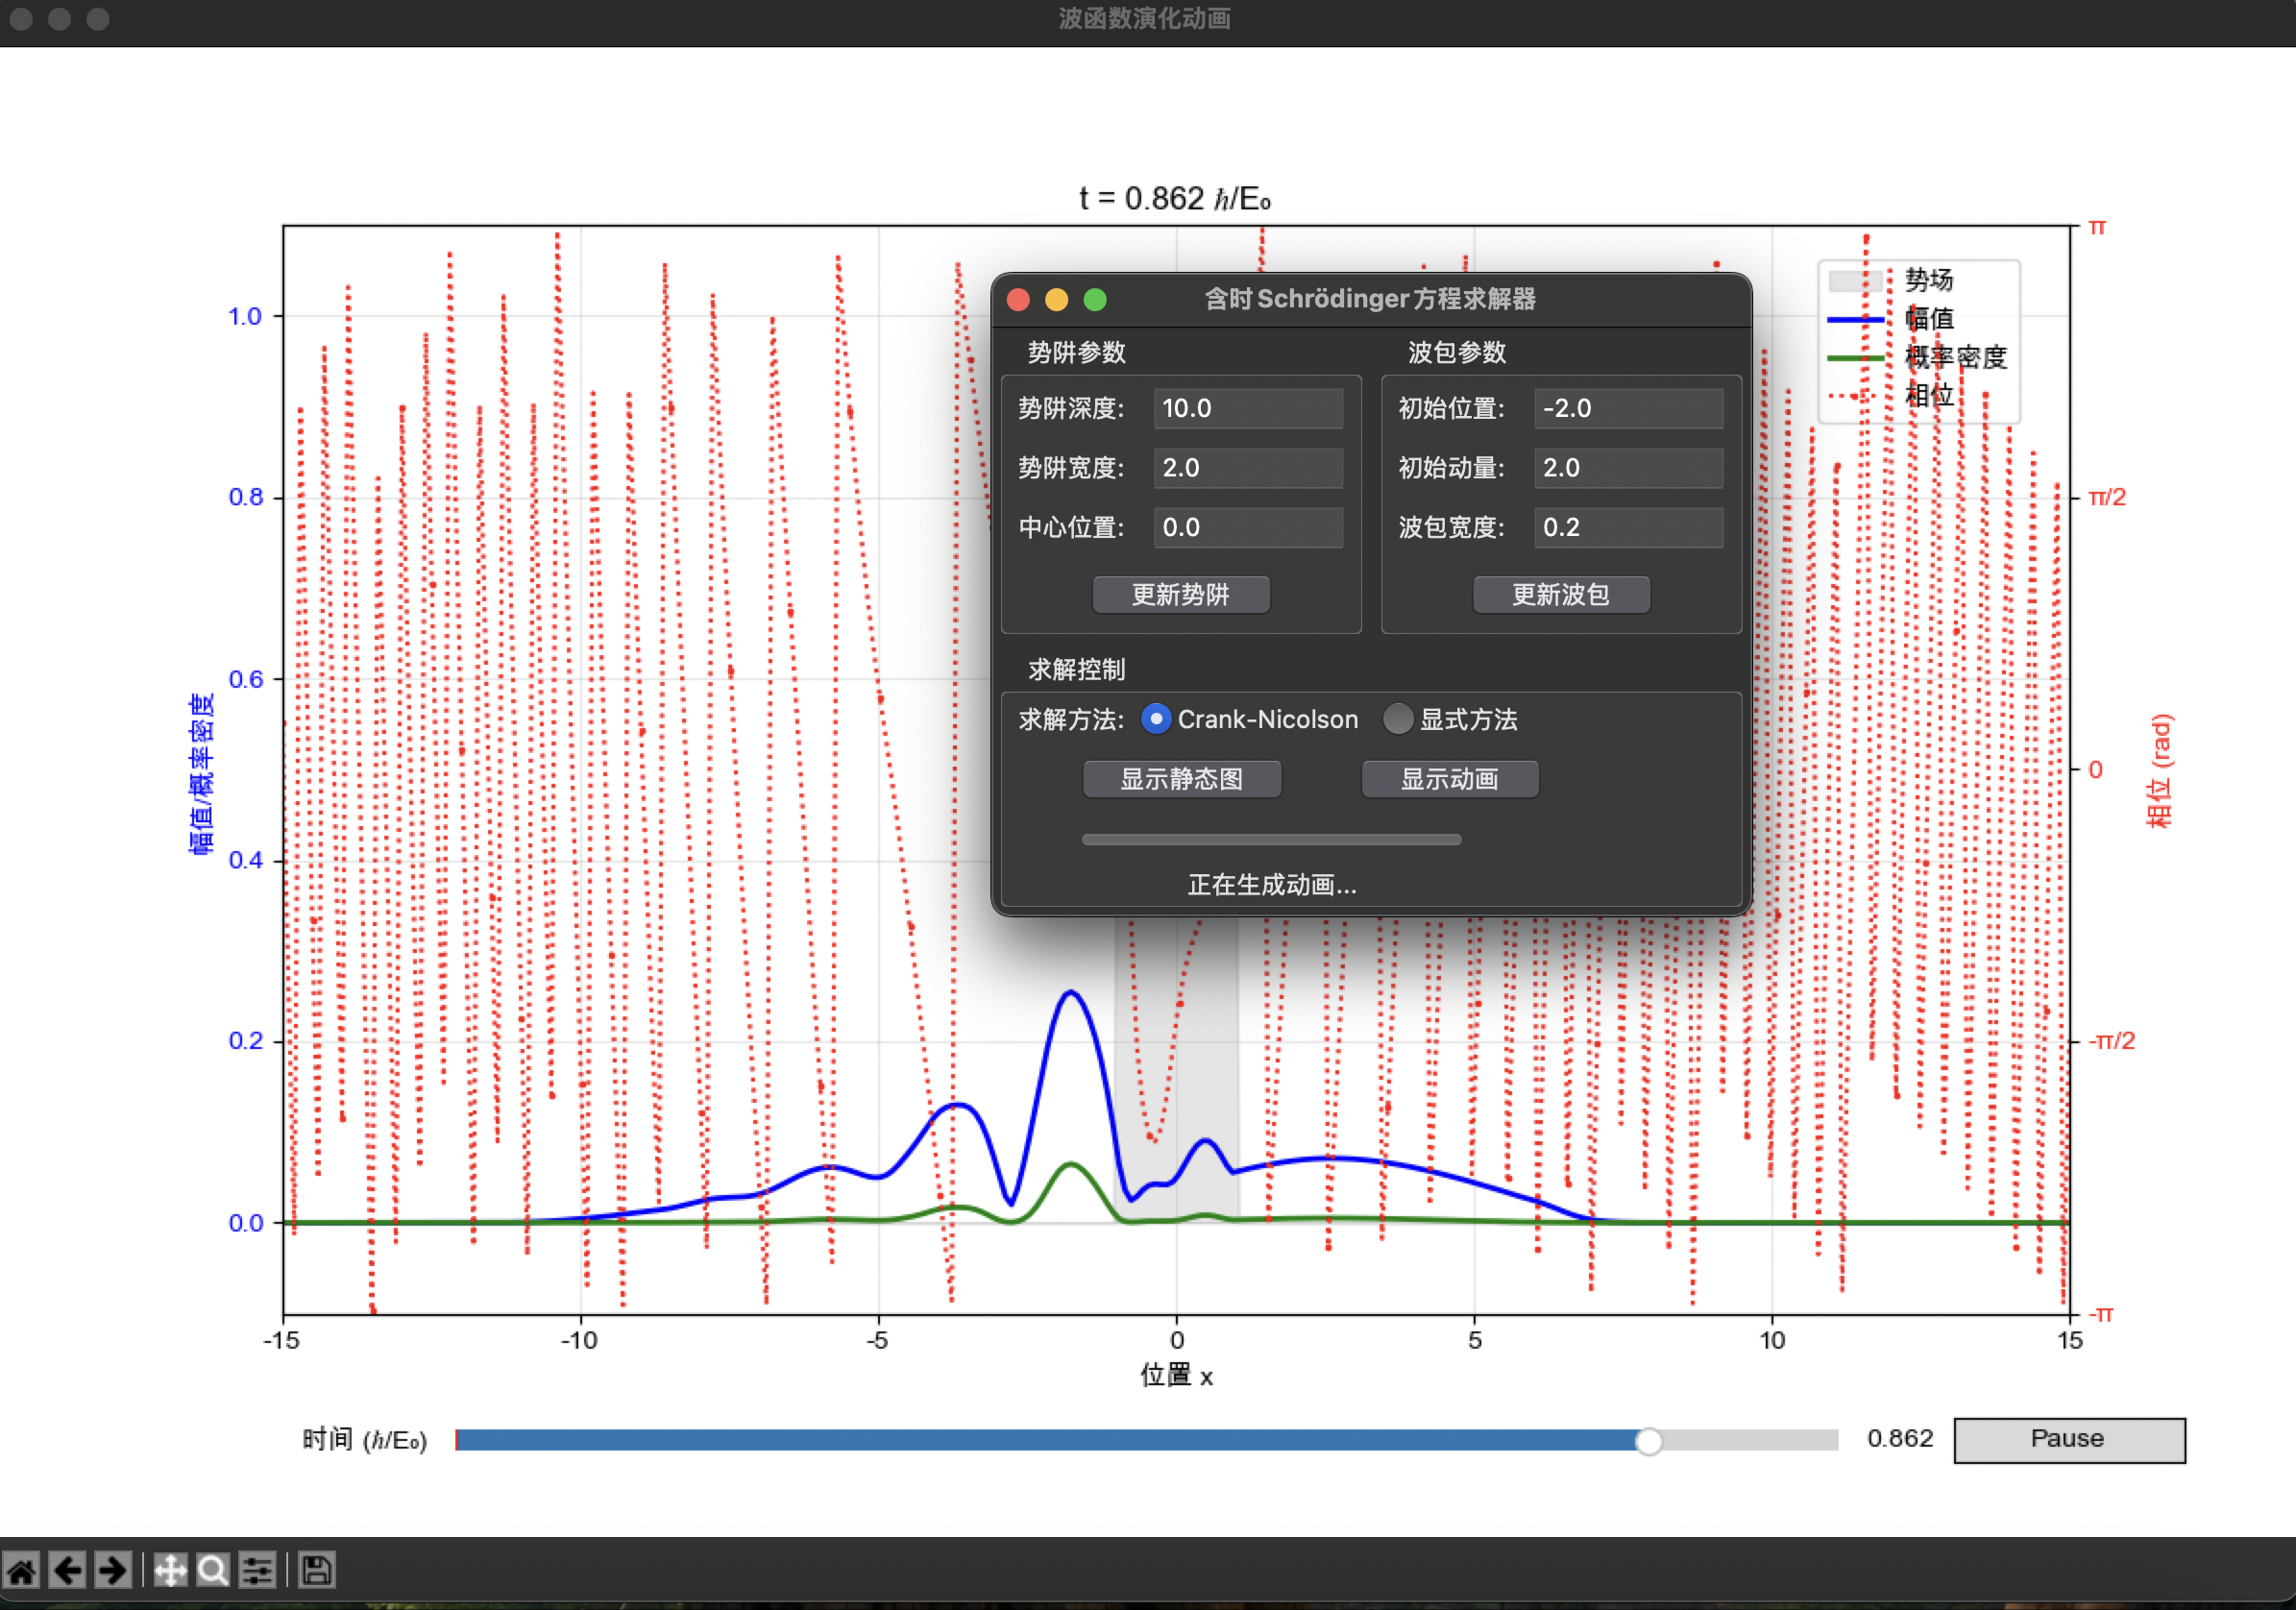 波函数演化动画
t = 0.862 ℏ/E₀
π
π/2
0
-π/2
-π
相位 (rad)
势场
幅值
概率密度
相位
1.0
0.8
0.6
0.4
0.2
0.0
幅值/概率密度
含时Schrödinger方程求解器
势阱参数
势阱深度: 10.0
势阱宽度: 2.0
中心位置: 0.0
更新势阱
波包参数
初始位置: -2.0
初始动量: 2.0
波包宽度: 0.2
更新波包
求解控制
求解方法: Crank-Nicolson 显式方法
显示静态图 显示动画
正在生成动画...
-15 -10 -5 0 5 10 15
位置 x
时间 (ℏ/E₀) 0.862 Pause